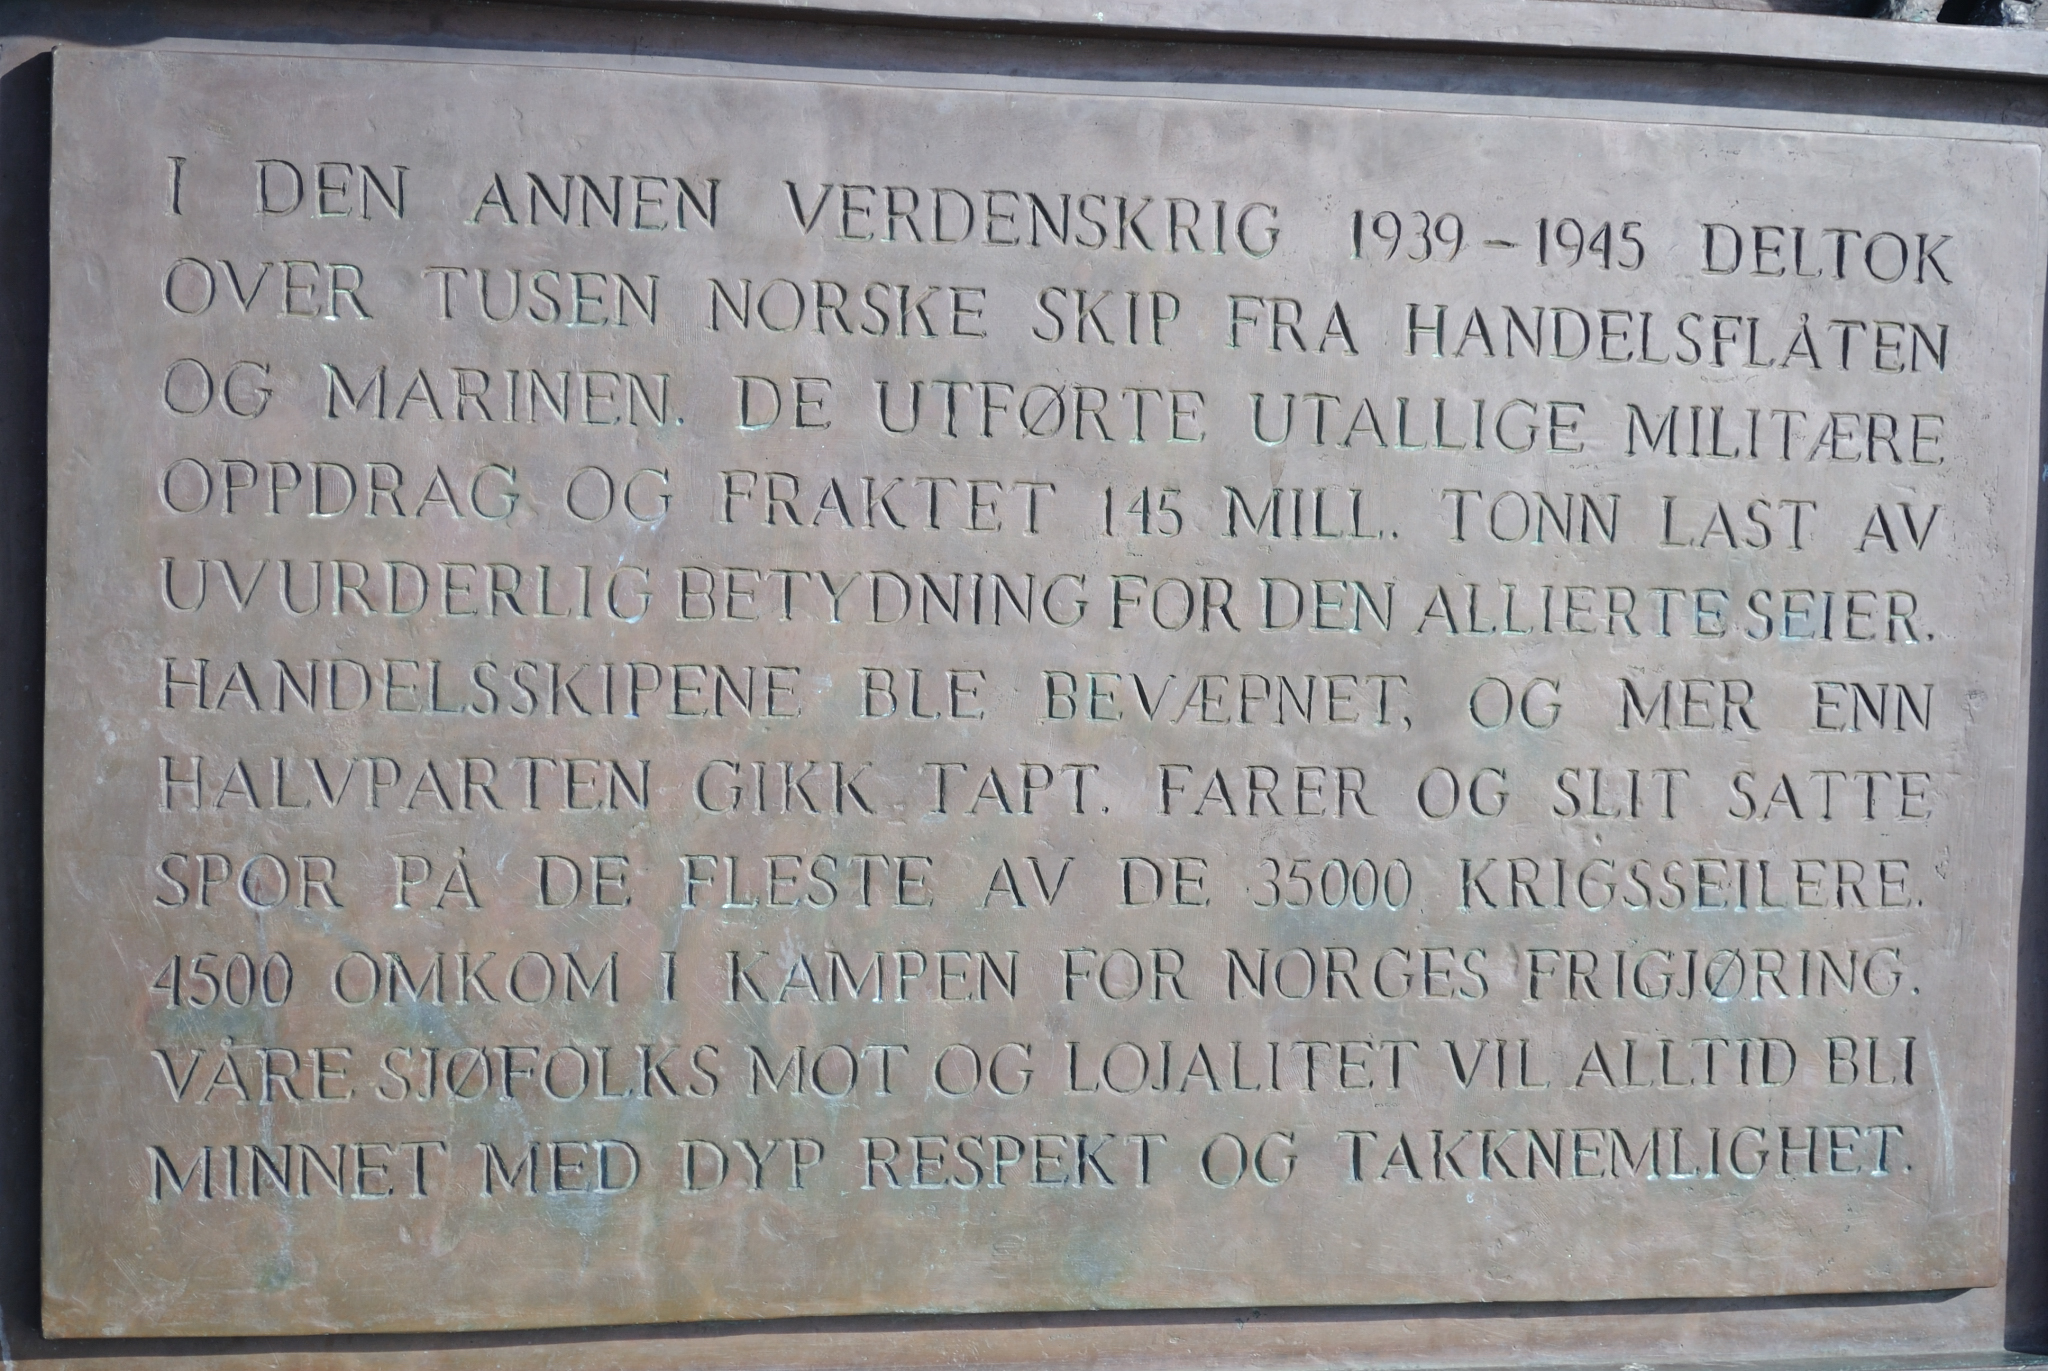 I DEN ANNEN VERDENSKRIG 1939-1945 DELTOK
OVER TUSEN NORSKE SKIP FRA HANDELSFLÅTEN
OG MARINEN. DE UTFØRTE UTALLIGE MILITÆRE
OPPDRAG OG FRAKTET 145 MILL. TONN LAST AV
UVURDERLIG BETYDNING FOR DEN ALLIERTE SEIER.
HANDELSSKIPENE BLE BEVÆPNET, OG MER ENN
HALVPARTEN GIKK TAPT. FARER OG SLIT SATTE
SPOR PÅ DE FLESTE AV DE 35000 KRIGSSEILERE.
4500 OMKOM I KAMPEN FOR NORGES FRIGJØRING.
VÅRE SJØFOLKS MOT OG LOJALITET VIL ALLTID BLI
MINNET MED DYP RESPEKT OG TAKKNEMLIGHET.